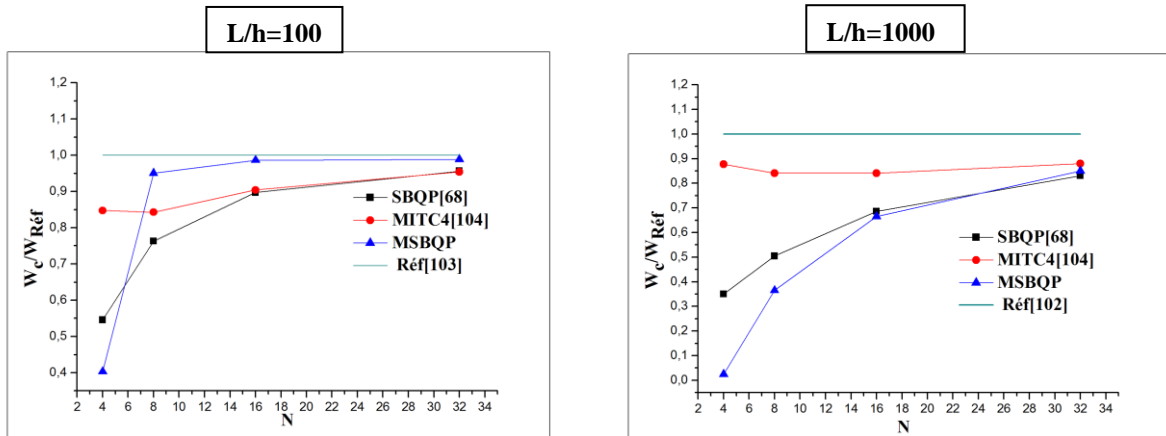 L/h=100
1,2
1,1
1,0
0,9
0,8
0,7
0,6
0,5
0,4
W_c/W_Réf
2 4 6 8 10 12 14 16 18 20 22 24 26 28 30 32 34
N
SBQP[68]
MITC4[104]
MSBQP
Réf[103]
L/h=1000
1,2
1,1
1,0
0,9
0,8
0,7
0,6
0,5
0,4
0,3
0,2
0,1
0,0
W_c/W_Réf
2 4 6 8 10 12 14 16 18 20 22 24 26 28 30 32 34
N
SBQP[68]
MITC4[104]
MSBQP
Réf[102]